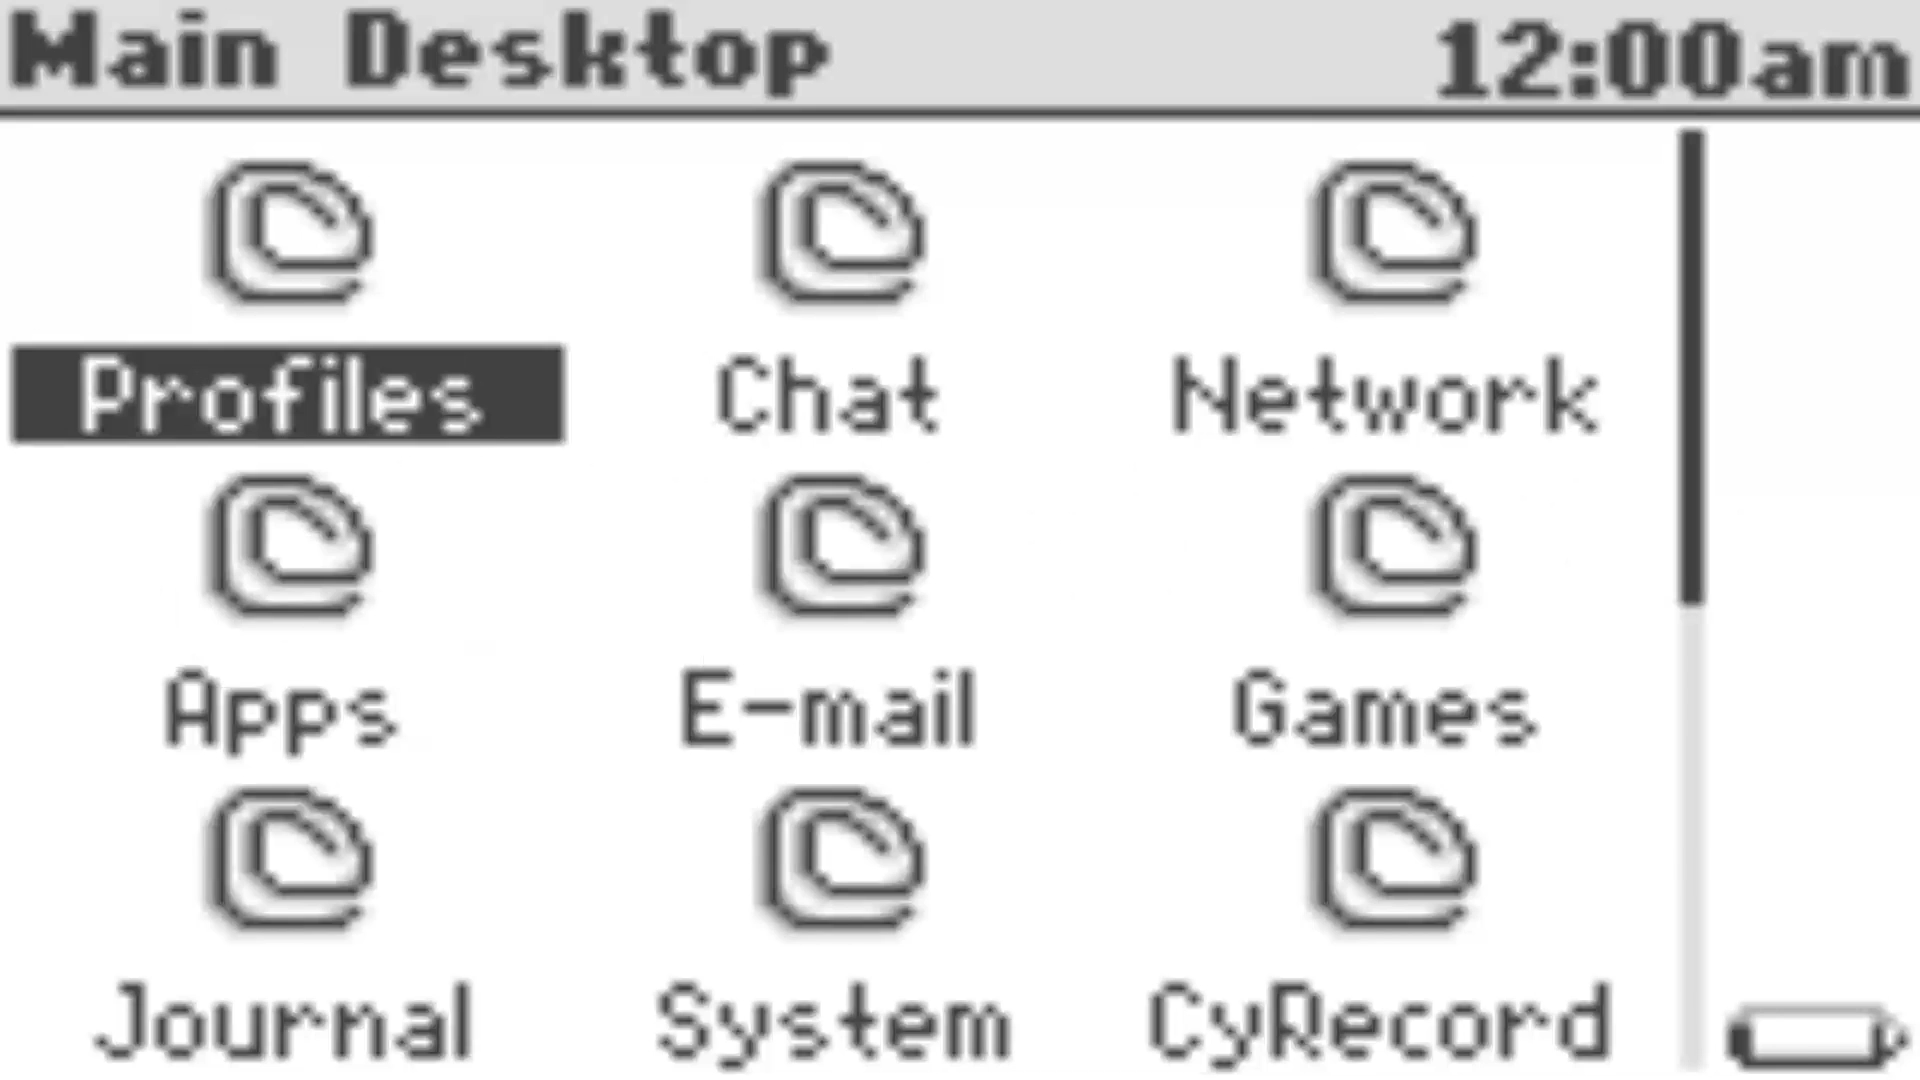 Main Desktop 12:00am
Profiles Chat Network
Apps E-mail Games
Journal System CyRecord